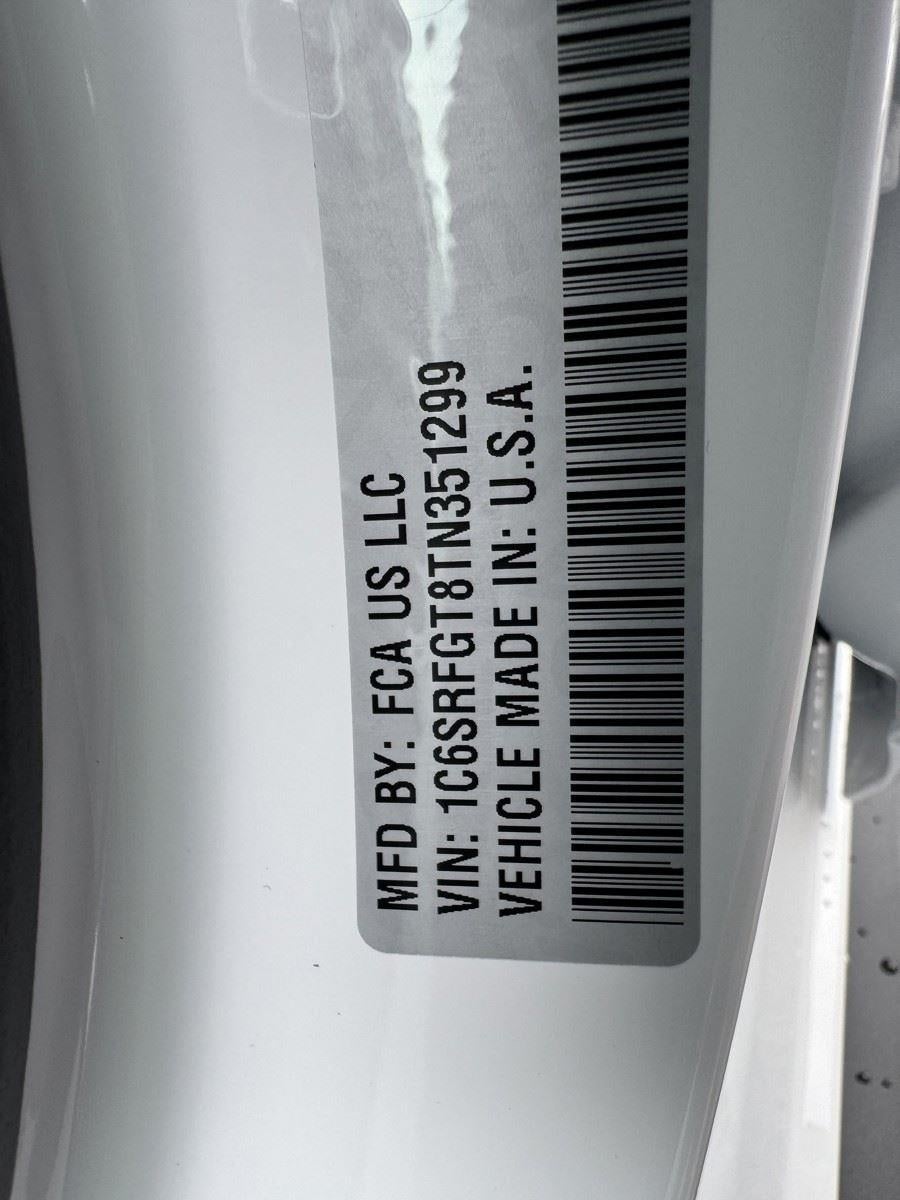 MFD BY: FCA US LLC
VIN: 1C6SRFGT8TN351299
VEHICLE MADE IN: U.S.A.